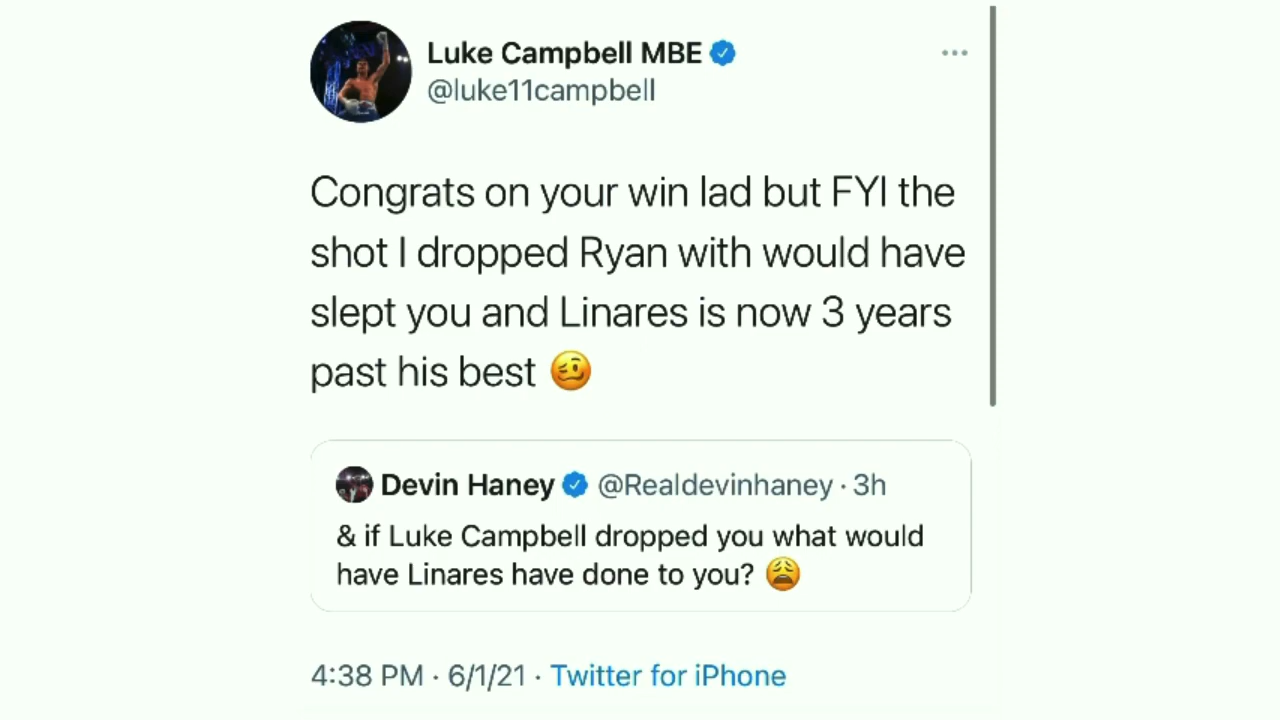 Luke Campbell MBE
@luke11campbell
Congrats on your win lad but FYI the
shot I dropped Ryan with would have
slept you and Linares is now 3 years
past his best 🥴
Devin Haney @Realdevinhaney · 3h
& if Luke Campbell dropped you what would
have Linares have done to you? 😩
4:38 PM · 6/1/21 · Twitter for iPhone